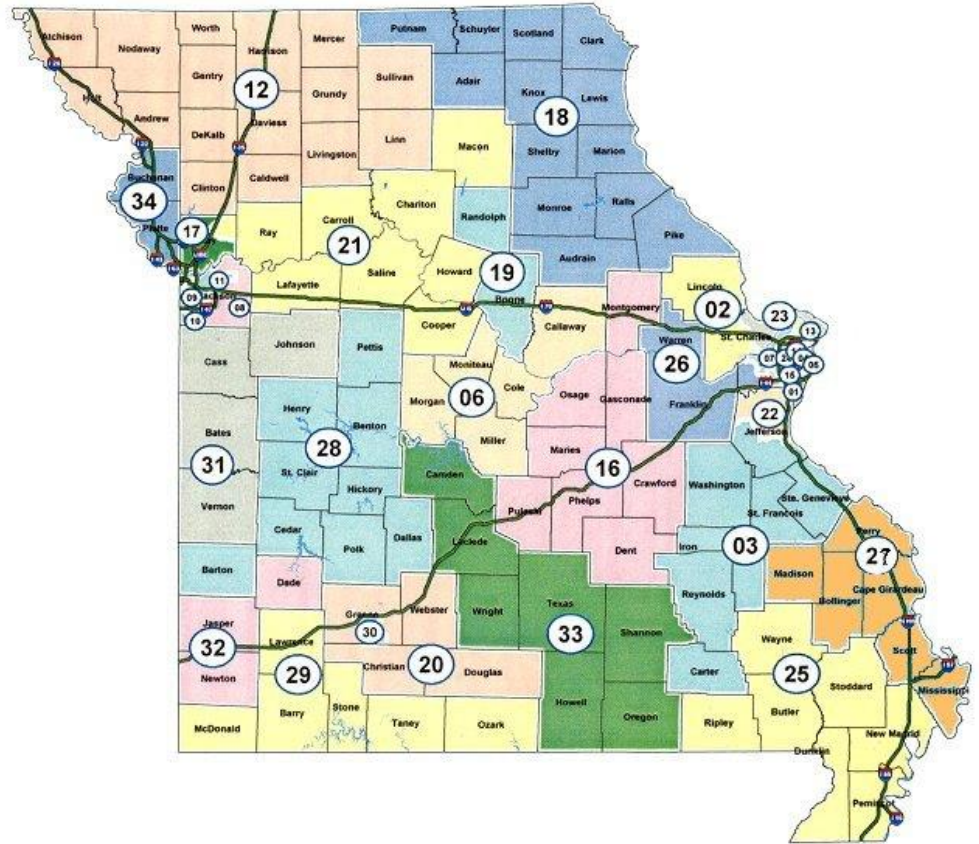 Atchison
Nodaway
Worth
Harrison
Mercer
Putnam
Schuyler
Scotland
Clark
Gentry
Sullivan
Adair
Knox
Lewis
Holt
Andrew
12
Grundy
18
DeKalb
Daviess
Livingston
Linn
Macon
Shelby
Marion
Buchanan
Clinton
Caldwell
34
Chariton
Randolph
Monroe
Ralls
Platte
17
Ray
Carroll
21
Howard
19
Audrain
Pike
11
Lafayette
Saline
Boone
Montgomery
Lincoln
02
23
09
Jackson
08
10
Cooper
Callaway
Warren
St. Charles
13
Cass
Johnson
Pettis
Moniteau
26
07
05
15
01
Morgan
06
Cole
Osage
Gasconade
Franklin
22
Jefferson
Henry
Benton
Miller
Bates
28
Maries
31
St. Clair
Camden
16
Crawford
Washington
Ste. Genevieve
Hickory
Phelps
Pulaski
St. Francois
Vernon
Cedar
Polk
Dallas
Laclede
Dent
Iron
03
Perry
27
Barton
Dade
Reynolds
Madison
Bollinger
Cape Girardeau
Jasper
Greene
Webster
Wright
Texas
32
Lawrence
30
33
Shannon
Wayne
Scott
Newton
29
Christian
20
Douglas
Carter
25
Stoddard
Mississippi
McDonald
Barry
Stone
Taney
Ozark
Howell
Oregon
Ripley
Butler
New Madrid
Dunklin
Pemiscot